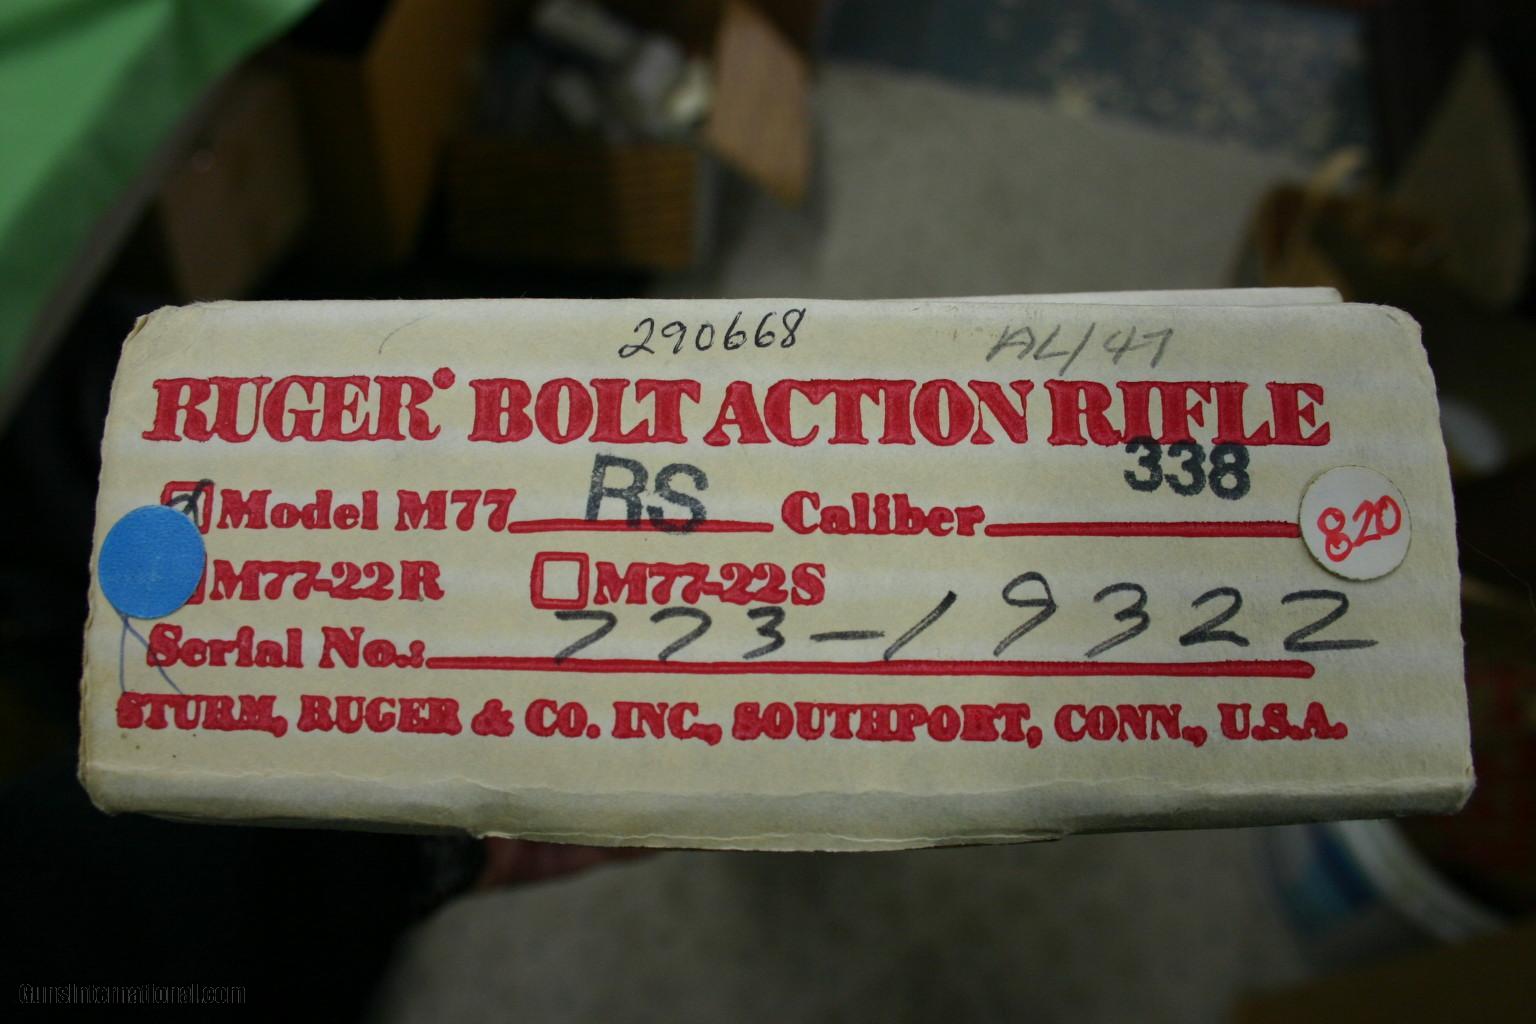 290668 AL/47
RUGER® BOLT ACTION RIFLE
Model M77 RS Caliber 338
820
M77-22R M77-22S
Serial No.: 773-19322
STURM, RUGER & CO. INC., SOUTHPORT, CONN., U.S.A.
GunsInternational.com